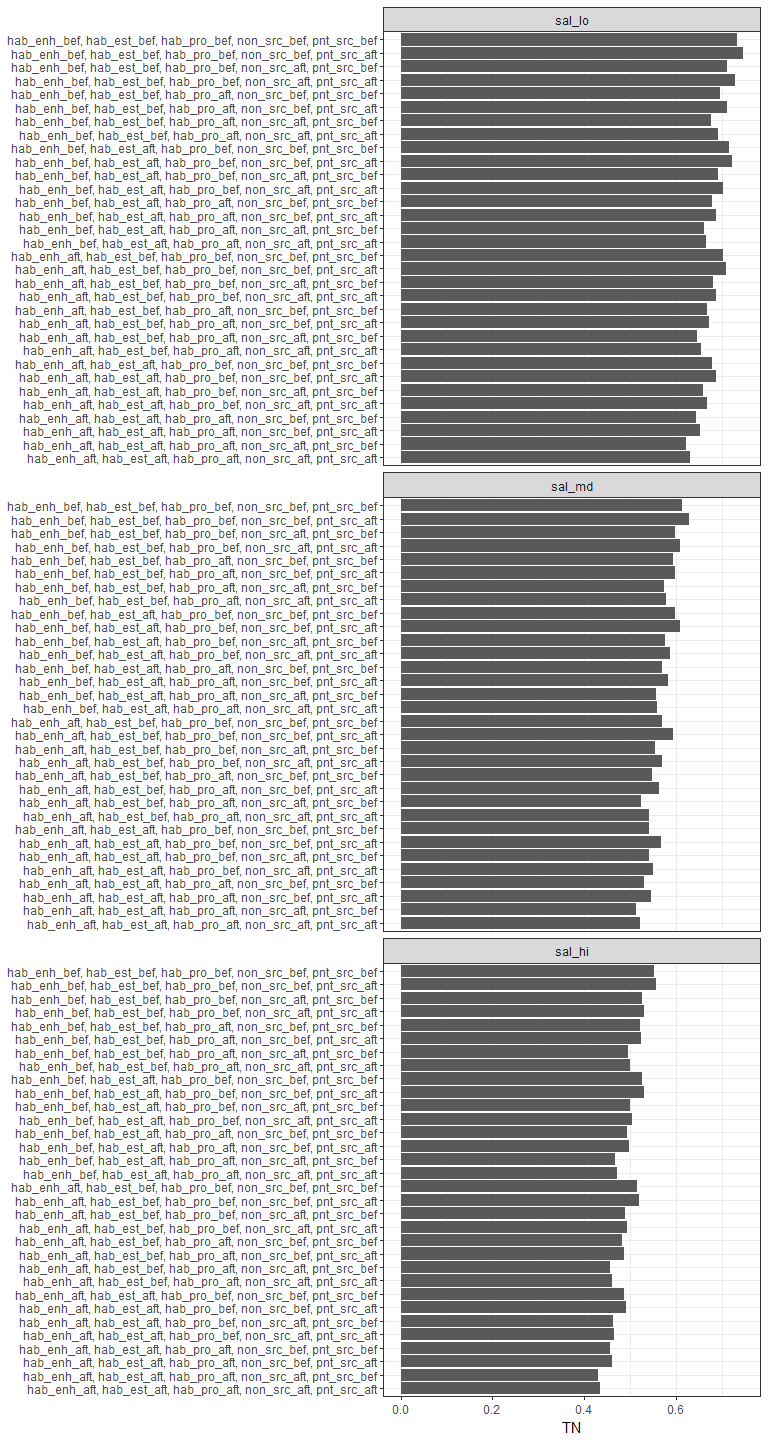 sal_lo
hab_enh_bef, hab_est_bef, hab_pro_bef, non_src_bef, pnt_src_bef
hab_enh_bef, hab_est_bef, hab_pro_bef, non_src_bef, pnt_src_aft
hab_enh_bef, hab_est_bef, hab_pro_bef, non_src_aft, pnt_src_bef
hab_enh_bef, hab_est_bef, hab_pro_bef, non_src_aft, pnt_src_aft
hab_enh_bef, hab_est_bef, hab_pro_aft, non_src_bef, pnt_src_bef
hab_enh_bef, hab_est_bef, hab_pro_aft, non_src_bef, pnt_src_aft
hab_enh_bef, hab_est_bef, hab_pro_aft, non_src_aft, pnt_src_bef
hab_enh_bef, hab_est_bef, hab_pro_aft, non_src_aft, pnt_src_aft
hab_enh_bef, hab_est_aft, hab_pro_bef, non_src_bef, pnt_src_bef
hab_enh_bef, hab_est_aft, hab_pro_bef, non_src_bef, pnt_src_aft
hab_enh_bef, hab_est_aft, hab_pro_bef, non_src_aft, pnt_src_bef
hab_enh_bef, hab_est_aft, hab_pro_bef, non_src_aft, pnt_src_aft
hab_enh_bef, hab_est_aft, hab_pro_aft, non_src_bef, pnt_src_bef
hab_enh_bef, hab_est_aft, hab_pro_aft, non_src_bef, pnt_src_aft
hab_enh_bef, hab_est_aft, hab_pro_aft, non_src_aft, pnt_src_bef
hab_enh_bef, hab_est_aft, hab_pro_aft, non_src_aft, pnt_src_aft
hab_enh_aft, hab_est_bef, hab_pro_bef, non_src_bef, pnt_src_bef
hab_enh_aft, hab_est_bef, hab_pro_bef, non_src_bef, pnt_src_aft
hab_enh_aft, hab_est_bef, hab_pro_bef, non_src_aft, pnt_src_bef
hab_enh_aft, hab_est_bef, hab_pro_bef, non_src_aft, pnt_src_aft
hab_enh_aft, hab_est_bef, hab_pro_aft, non_src_bef, pnt_src_bef
hab_enh_aft, hab_est_bef, hab_pro_aft, non_src_bef, pnt_src_aft
hab_enh_aft, hab_est_bef, hab_pro_aft, non_src_aft, pnt_src_bef
hab_enh_aft, hab_est_bef, hab_pro_aft, non_src_aft, pnt_src_aft
hab_enh_aft, hab_est_aft, hab_pro_bef, non_src_bef, pnt_src_bef
hab_enh_aft, hab_est_aft, hab_pro_bef, non_src_bef, pnt_src_aft
hab_enh_aft, hab_est_aft, hab_pro_bef, non_src_aft, pnt_src_bef
hab_enh_aft, hab_est_aft, hab_pro_bef, non_src_aft, pnt_src_aft
hab_enh_aft, hab_est_aft, hab_pro_aft, non_src_bef, pnt_src_bef
hab_enh_aft, hab_est_aft, hab_pro_aft, non_src_bef, pnt_src_aft
hab_enh_aft, hab_est_aft, hab_pro_aft, non_src_aft, pnt_src_bef
hab_enh_aft, hab_est_aft, hab_pro_aft, non_src_aft, pnt_src_aft
sal_md
hab_enh_bef, hab_est_bef, hab_pro_bef, non_src_bef, pnt_src_bef
hab_enh_bef, hab_est_bef, hab_pro_bef, non_src_bef, pnt_src_aft
hab_enh_bef, hab_est_bef, hab_pro_bef, non_src_aft, pnt_src_bef
hab_enh_bef, hab_est_bef, hab_pro_bef, non_src_aft, pnt_src_aft
hab_enh_bef, hab_est_bef, hab_pro_aft, non_src_bef, pnt_src_bef
hab_enh_bef, hab_est_bef, hab_pro_aft, non_src_bef, pnt_src_aft
hab_enh_bef, hab_est_bef, hab_pro_aft, non_src_aft, pnt_src_bef
hab_enh_bef, hab_est_bef, hab_pro_aft, non_src_aft, pnt_src_aft
hab_enh_bef, hab_est_aft, hab_pro_bef, non_src_bef, pnt_src_bef
hab_enh_bef, hab_est_aft, hab_pro_bef, non_src_bef, pnt_src_aft
hab_enh_bef, hab_est_aft, hab_pro_bef, non_src_aft, pnt_src_bef
hab_enh_bef, hab_est_aft, hab_pro_bef, non_src_aft, pnt_src_aft
hab_enh_bef, hab_est_aft, hab_pro_aft, non_src_bef, pnt_src_bef
hab_enh_bef, hab_est_aft, hab_pro_aft, non_src_bef, pnt_src_aft
hab_enh_bef, hab_est_aft, hab_pro_aft, non_src_aft, pnt_src_bef
hab_enh_bef, hab_est_aft, hab_pro_aft, non_src_aft, pnt_src_aft
hab_enh_aft, hab_est_bef, hab_pro_bef, non_src_bef, pnt_src_bef
hab_enh_aft, hab_est_bef, hab_pro_bef, non_src_bef, pnt_src_aft
hab_enh_aft, hab_est_bef, hab_pro_bef, non_src_aft, pnt_src_bef
hab_enh_aft, hab_est_bef, hab_pro_bef, non_src_aft, pnt_src_aft
hab_enh_aft, hab_est_bef, hab_pro_aft, non_src_bef, pnt_src_bef
hab_enh_aft, hab_est_bef, hab_pro_aft, non_src_bef, pnt_src_aft
hab_enh_aft, hab_est_bef, hab_pro_aft, non_src_aft, pnt_src_bef
hab_enh_aft, hab_est_bef, hab_pro_aft, non_src_aft, pnt_src_aft
hab_enh_aft, hab_est_aft, hab_pro_bef, non_src_bef, pnt_src_bef
hab_enh_aft, hab_est_aft, hab_pro_bef, non_src_bef, pnt_src_aft
hab_enh_aft, hab_est_aft, hab_pro_bef, non_src_aft, pnt_src_bef
hab_enh_aft, hab_est_aft, hab_pro_bef, non_src_aft, pnt_src_aft
hab_enh_aft, hab_est_aft, hab_pro_aft, non_src_bef, pnt_src_bef
hab_enh_aft, hab_est_aft, hab_pro_aft, non_src_bef, pnt_src_aft
hab_enh_aft, hab_est_aft, hab_pro_aft, non_src_aft, pnt_src_bef
hab_enh_aft, hab_est_aft, hab_pro_aft, non_src_aft, pnt_src_aft
sal_hi
hab_enh_bef, hab_est_bef, hab_pro_bef, non_src_bef, pnt_src_bef
hab_enh_bef, hab_est_bef, hab_pro_bef, non_src_bef, pnt_src_aft
hab_enh_bef, hab_est_bef, hab_pro_bef, non_src_aft, pnt_src_bef
hab_enh_bef, hab_est_bef, hab_pro_bef, non_src_aft, pnt_src_aft
hab_enh_bef, hab_est_bef, hab_pro_aft, non_src_bef, pnt_src_bef
hab_enh_bef, hab_est_bef, hab_pro_aft, non_src_bef, pnt_src_aft
hab_enh_bef, hab_est_bef, hab_pro_aft, non_src_aft, pnt_src_bef
hab_enh_bef, hab_est_bef, hab_pro_aft, non_src_aft, pnt_src_aft
hab_enh_bef, hab_est_aft, hab_pro_bef, non_src_bef, pnt_src_bef
hab_enh_bef, hab_est_aft, hab_pro_bef, non_src_bef, pnt_src_aft
hab_enh_bef, hab_est_aft, hab_pro_bef, non_src_aft, pnt_src_bef
hab_enh_bef, hab_est_aft, hab_pro_bef, non_src_aft, pnt_src_aft
hab_enh_bef, hab_est_aft, hab_pro_aft, non_src_bef, pnt_src_bef
hab_enh_bef, hab_est_aft, hab_pro_aft, non_src_bef, pnt_src_aft
hab_enh_bef, hab_est_aft, hab_pro_aft, non_src_aft, pnt_src_bef
hab_enh_bef, hab_est_aft, hab_pro_aft, non_src_aft, pnt_src_aft
hab_enh_aft, hab_est_bef, hab_pro_bef, non_src_bef, pnt_src_bef
hab_enh_aft, hab_est_bef, hab_pro_bef, non_src_bef, pnt_src_aft
hab_enh_aft, hab_est_bef, hab_pro_bef, non_src_aft, pnt_src_bef
hab_enh_aft, hab_est_bef, hab_pro_bef, non_src_aft, pnt_src_aft
hab_enh_aft, hab_est_bef, hab_pro_aft, non_src_bef, pnt_src_bef
hab_enh_aft, hab_est_bef, hab_pro_aft, non_src_bef, pnt_src_aft
hab_enh_aft, hab_est_bef, hab_pro_aft, non_src_aft, pnt_src_bef
hab_enh_aft, hab_est_bef, hab_pro_aft, non_src_aft, pnt_src_aft
hab_enh_aft, hab_est_aft, hab_pro_bef, non_src_bef, pnt_src_bef
hab_enh_aft, hab_est_aft, hab_pro_bef, non_src_bef, pnt_src_aft
hab_enh_aft, hab_est_aft, hab_pro_bef, non_src_aft, pnt_src_bef
hab_enh_aft, hab_est_aft, hab_pro_bef, non_src_aft, pnt_src_aft
hab_enh_aft, hab_est_aft, hab_pro_aft, non_src_bef, pnt_src_bef
hab_enh_aft, hab_est_aft, hab_pro_aft, non_src_bef, pnt_src_aft
hab_enh_aft, hab_est_aft, hab_pro_aft, non_src_aft, pnt_src_bef
hab_enh_aft, hab_est_aft, hab_pro_aft, non_src_aft, pnt_src_aft
0.0 0.2 0.4 0.6
TN